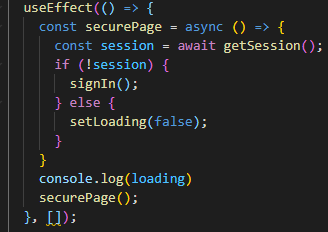 useEffect(() => {
  const securePage = async () => {
    const session = await getSession();
    if (!session) {
      signIn();
    } else {
      setLoading(false);
    }
  }
  console.log(loading)
  securePage();
}, []);